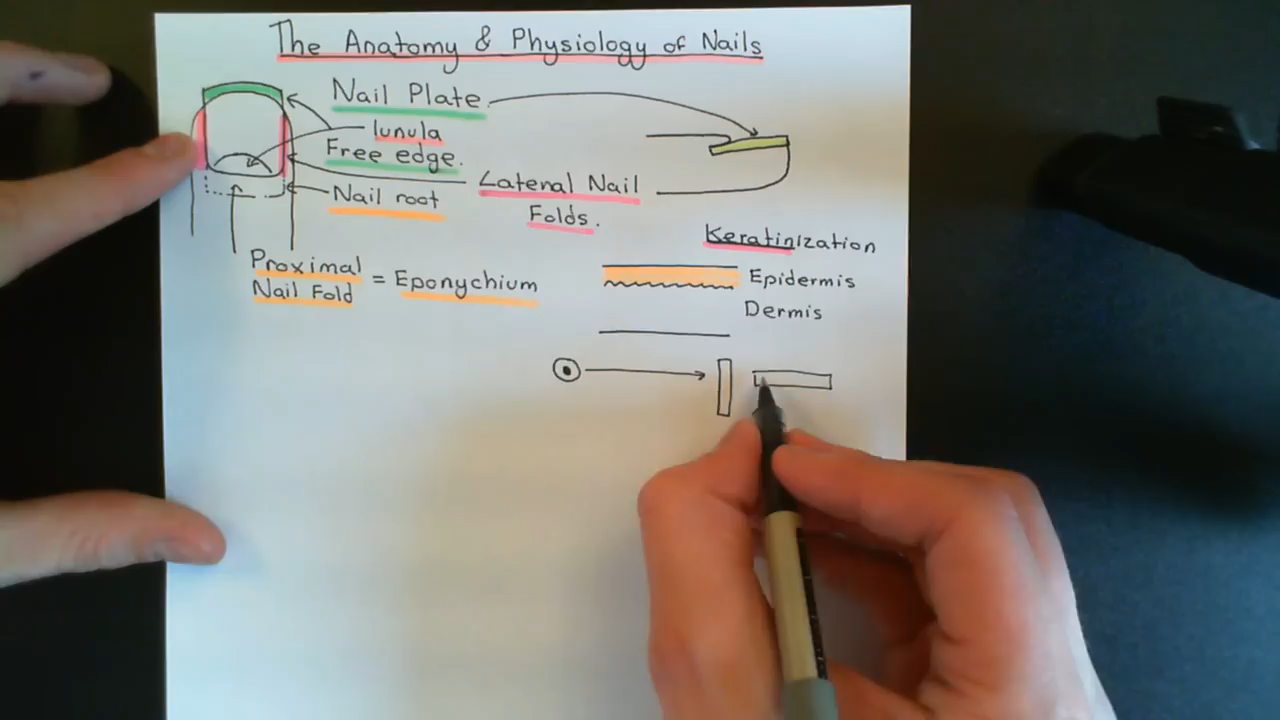 The Anatomy & Physiology of Nails
Nail Plate.
lunula
Free edge.
Latenal Nail
Folds.
Nail root
Proximal
Nail Fold
= Eponychium
Keratinization
Epidermis
Dermis